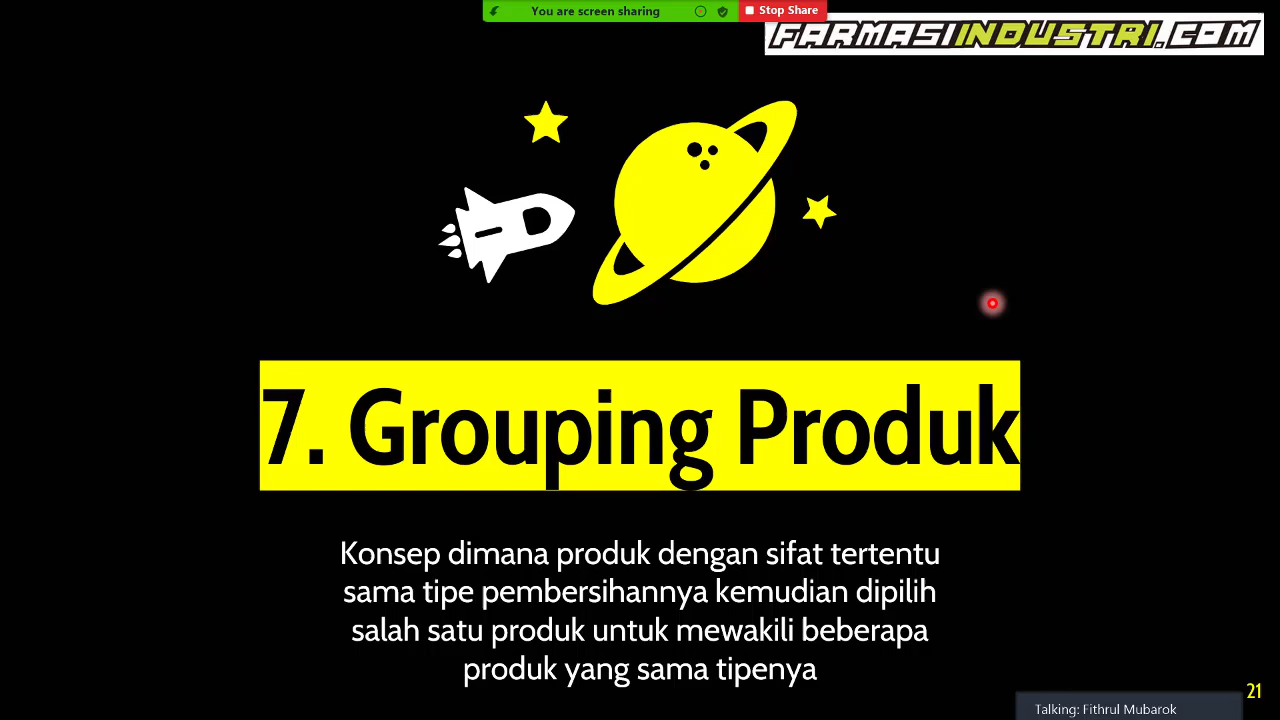 You are screen sharing
Stop Share
FARMASIINDUSTRI.COM
7. Grouping Produk
Konsep dimana produk dengan sifat tertentu
sama tipe pembersihannya kemudian dipilih
salah satu produk untuk mewakili beberapa
produk yang sama tipenya
21
Talking: Fithrul Mubarok